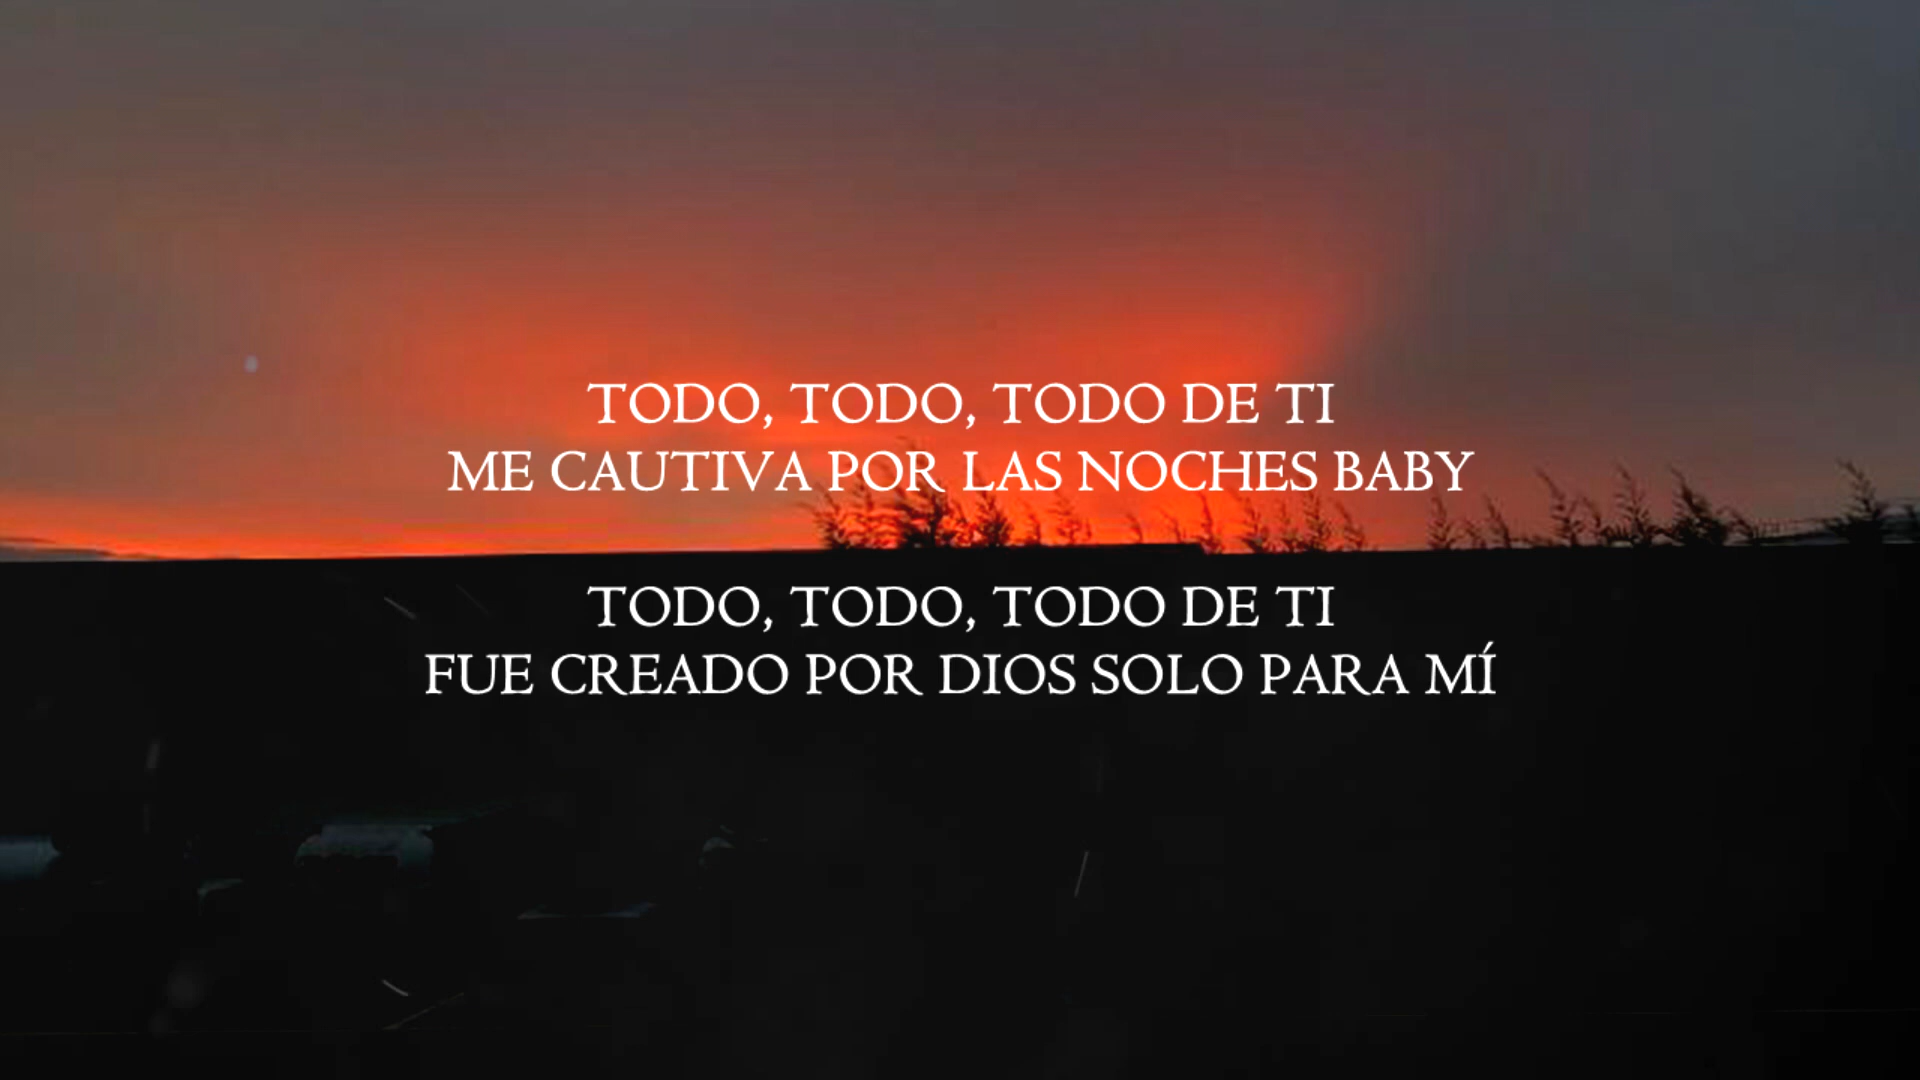 TODO, TODO, TODO DE TI
ME CAUTIVA POR LAS NOCHES BABY
TODO, TODO, TODO DE TI
FUE CREADO POR DIOS SOLO PARA MÍ